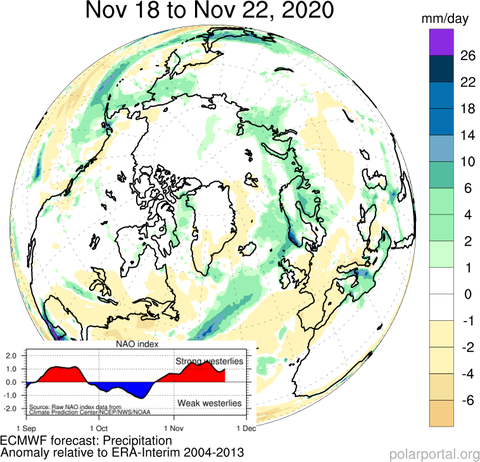 Nov 18 to Nov 22, 2020
mm/day
26
22
18
14
10
6
4
2
1
0
-1
-2
-4
-6
NAO index
2.0
1.0
0.0
-1.0
-2.0
Strong westerlies
Weak westerlies
Source: Raw NAO index data from
Climate Prediction Center/NCEP/NWS/NOAA
1 Sep
1 Oct
1 Nov
1 Dec
ECMWF forecast: Precipitation
Anomaly relative to ERA-Interim 2004-2013
polarportal.org